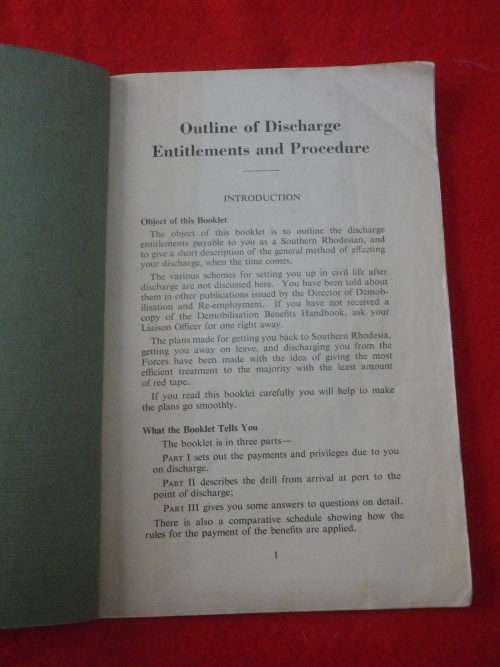 Outline of Discharge
Entitlements and Procedure
INTRODUCTION
Object of this Booklet
The object of this booklet is to outline the discharge
entitlements payable to you as a Southern Rhodesian, and
to give a short description of the general method of effecting
your discharge, when the time comes.
The various schemes for setting you up in civil life after
discharge are not discussed here. You have been told about
them in other publications issued by the Director of Demob-
ilisation and Re-employment. If you have not received a
copy of the Demobilisation Benefits Handbook, ask your
Liaison Officer for one right away.
The plans made for getting you back to Southern Rhodesia,
getting you away on leave, and discharging you from the
Forces have been made with the idea of giving the most
efficient treatment to the majority with the least amount
of red tape.
If you read this booklet carefully you will help to make
the plans go smoothly.
What the Booklet Tells You
The booklet is in three parts—
PART I sets out the payments and privileges due to you
on discharge.
PART II describes the drill from arrival at port to the
point of discharge;
PART III gives you some answers to questions on detail.
There is also a comparative schedule showing how the
rules for the payment of the benefits are applied.
1